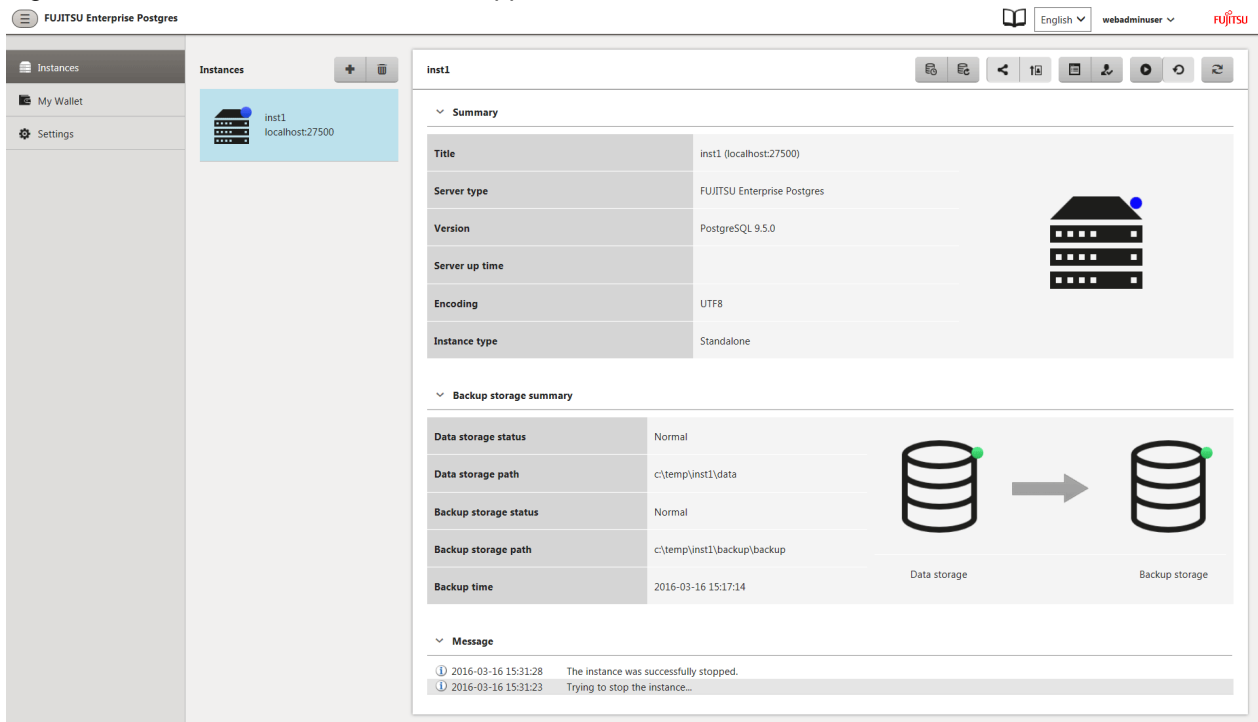 FUJITSU Enterprise Postgres
English
webadminuser
FUJITSU
Instances
My Wallet
Settings
Instances
inst1
localhost:27500
inst1
Summary
Title inst1 (localhost:27500)
Server type FUJITSU Enterprise Postgres
Version PostgreSQL 9.5.0
Server up time
Encoding UTF8
Instance type Standalone
Backup storage summary
Data storage status Normal
Data storage path c:\temp\inst1\data
Backup storage status Normal
Backup storage path c:\temp\inst1\backup\backup
Backup time 2016-03-16 15:17:14
Data storage Backup storage
Message
2016-03-16 15:31:28 The instance was successfully stopped.
2016-03-16 15:31:23 Trying to stop the instance...